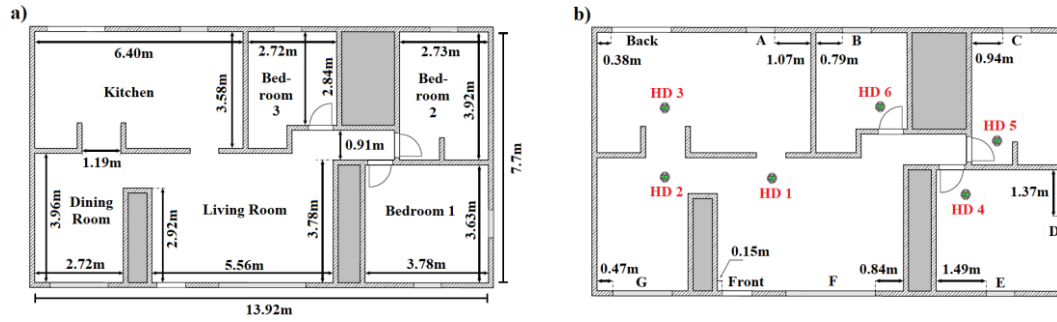 a)
6.40m
2.72m
2.73m
Kitchen
3.58m
Bed-
room
3
2.84m
Bed-
room
2
3.92m
7.7m
1.19m
0.91m
3.96m
Dining
Room
2.92m
Living Room
3.78m
Bedroom 1
3.63m
2.72m
5.56m
3.78m
13.92m
b)
Back
A
B
C
0.38m
1.07m
0.79m
0.94m
HD 3
HD 6
HD 5
HD 2
HD 1
HD 4
1.37m
D
0.15m
0.47m
G
Front
F
0.84m
1.49m
E